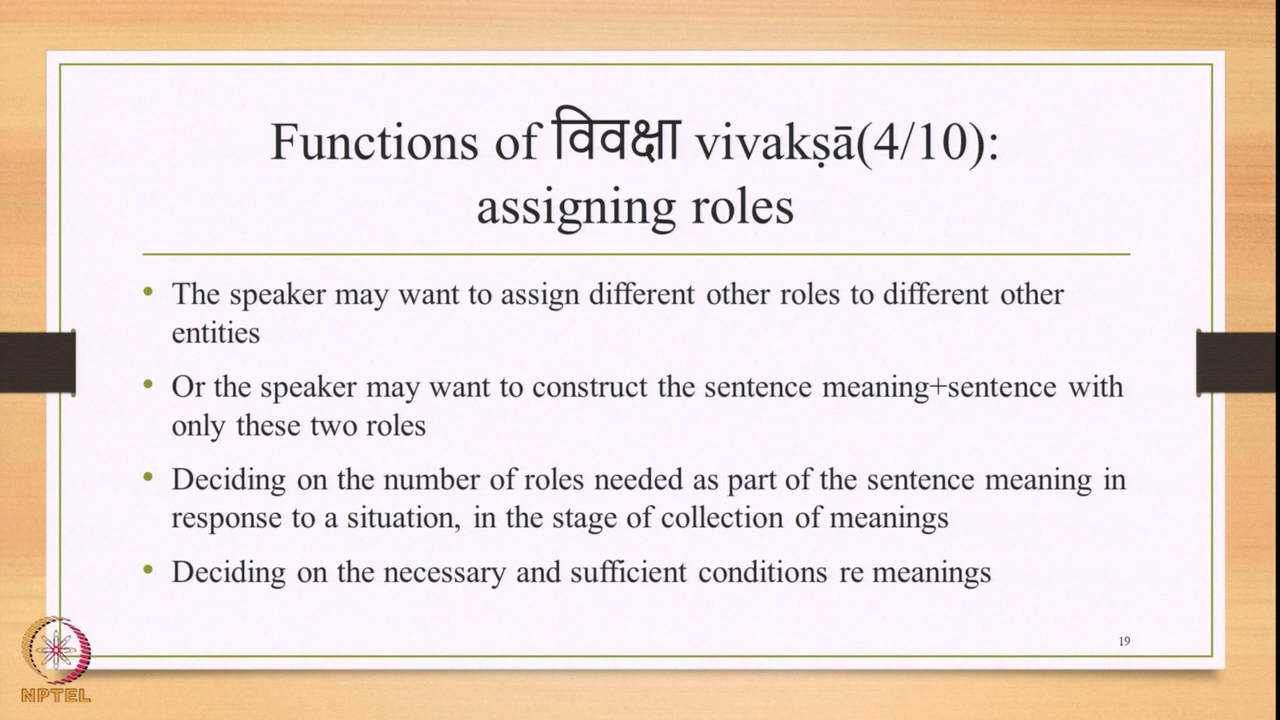 Functions of विवक्षा vivakṣā(4/10):
assigning roles
• The speaker may want to assign different other roles to different other
entities
• Or the speaker may want to construct the sentence meaning+sentence with
only these two roles
• Deciding on the number of roles needed as part of the sentence meaning in
response to a situation, in the stage of collection of meanings
• Deciding on the necessary and sufficient conditions re meanings
19
NPTEL